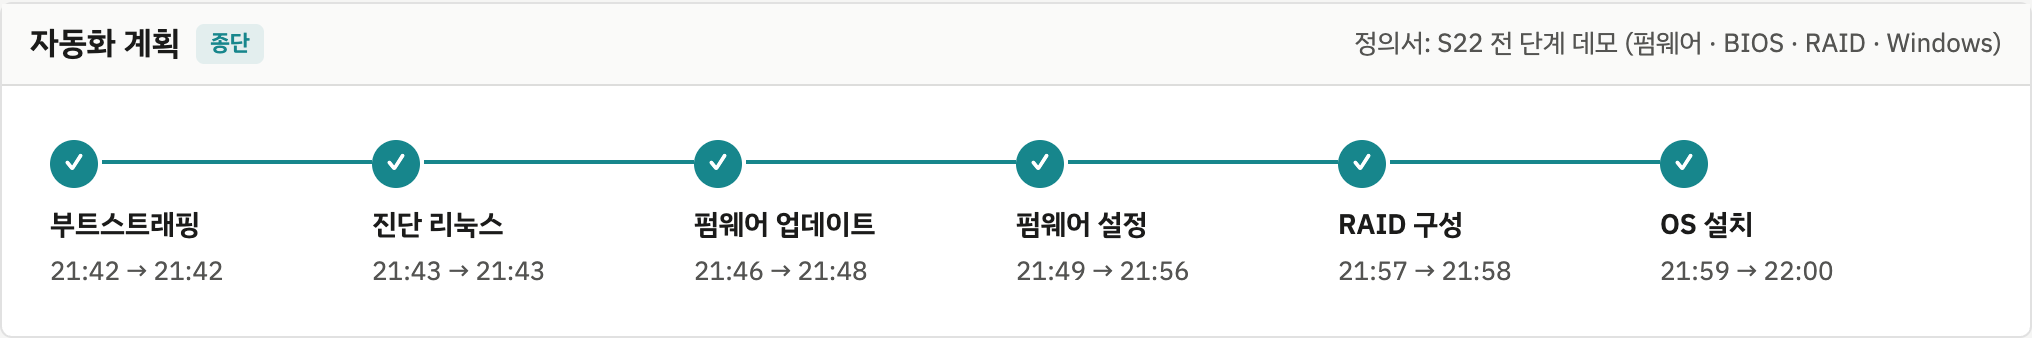 자동화 계획 종단
정의서: S22 전 단계 데모 (펌웨어 · BIOS · RAID · Windows)
부트스트래핑
21:42 → 21:42
진단 리눅스
21:43 → 21:43
펌웨어 업데이트
21:46 → 21:48
펌웨어 설정
21:49 → 21:56
RAID 구성
21:57 → 21:58
OS 설치
21:59 → 22:00